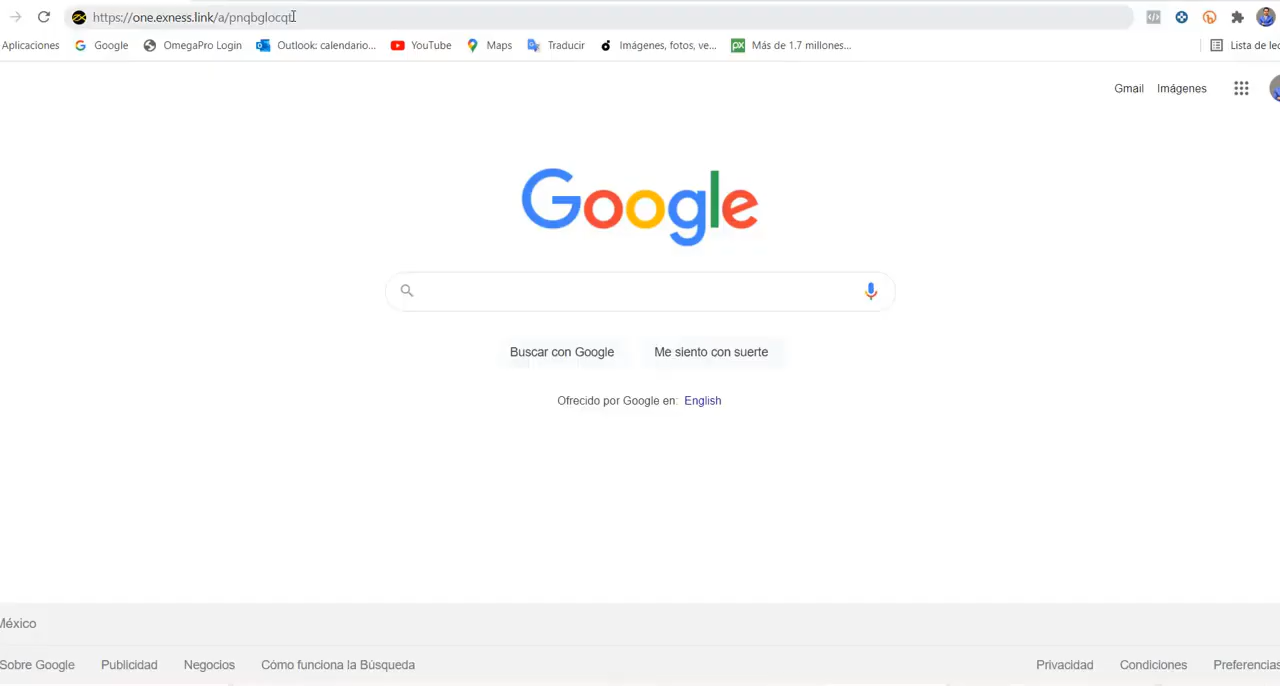 https://one.exness.link/a/pnqbglocqt
Aplicaciones Google OmegaPro Login Outlook: calendario... YouTube Maps Traducir Imágenes, fotos, ve... Más de 1.7 millones... Lista de lec
Gmail Imágenes
Google
Buscar con Google Me siento con suerte
Ofrecido por Google en: English
México
Sobre Google Publicidad Negocios Cómo funciona la Búsqueda Privacidad Condiciones Preferencias